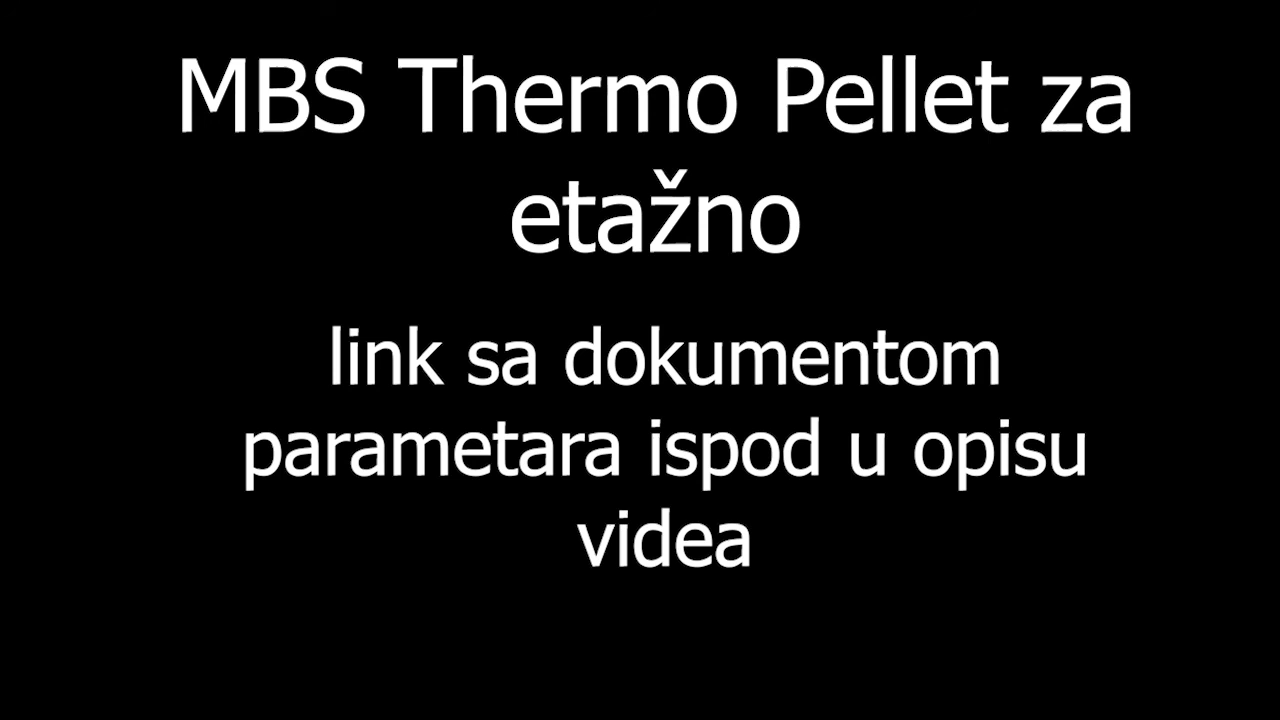 MBS Thermo Pellet za
etažno
link sa dokumentom
parametara ispod u opisu
videa